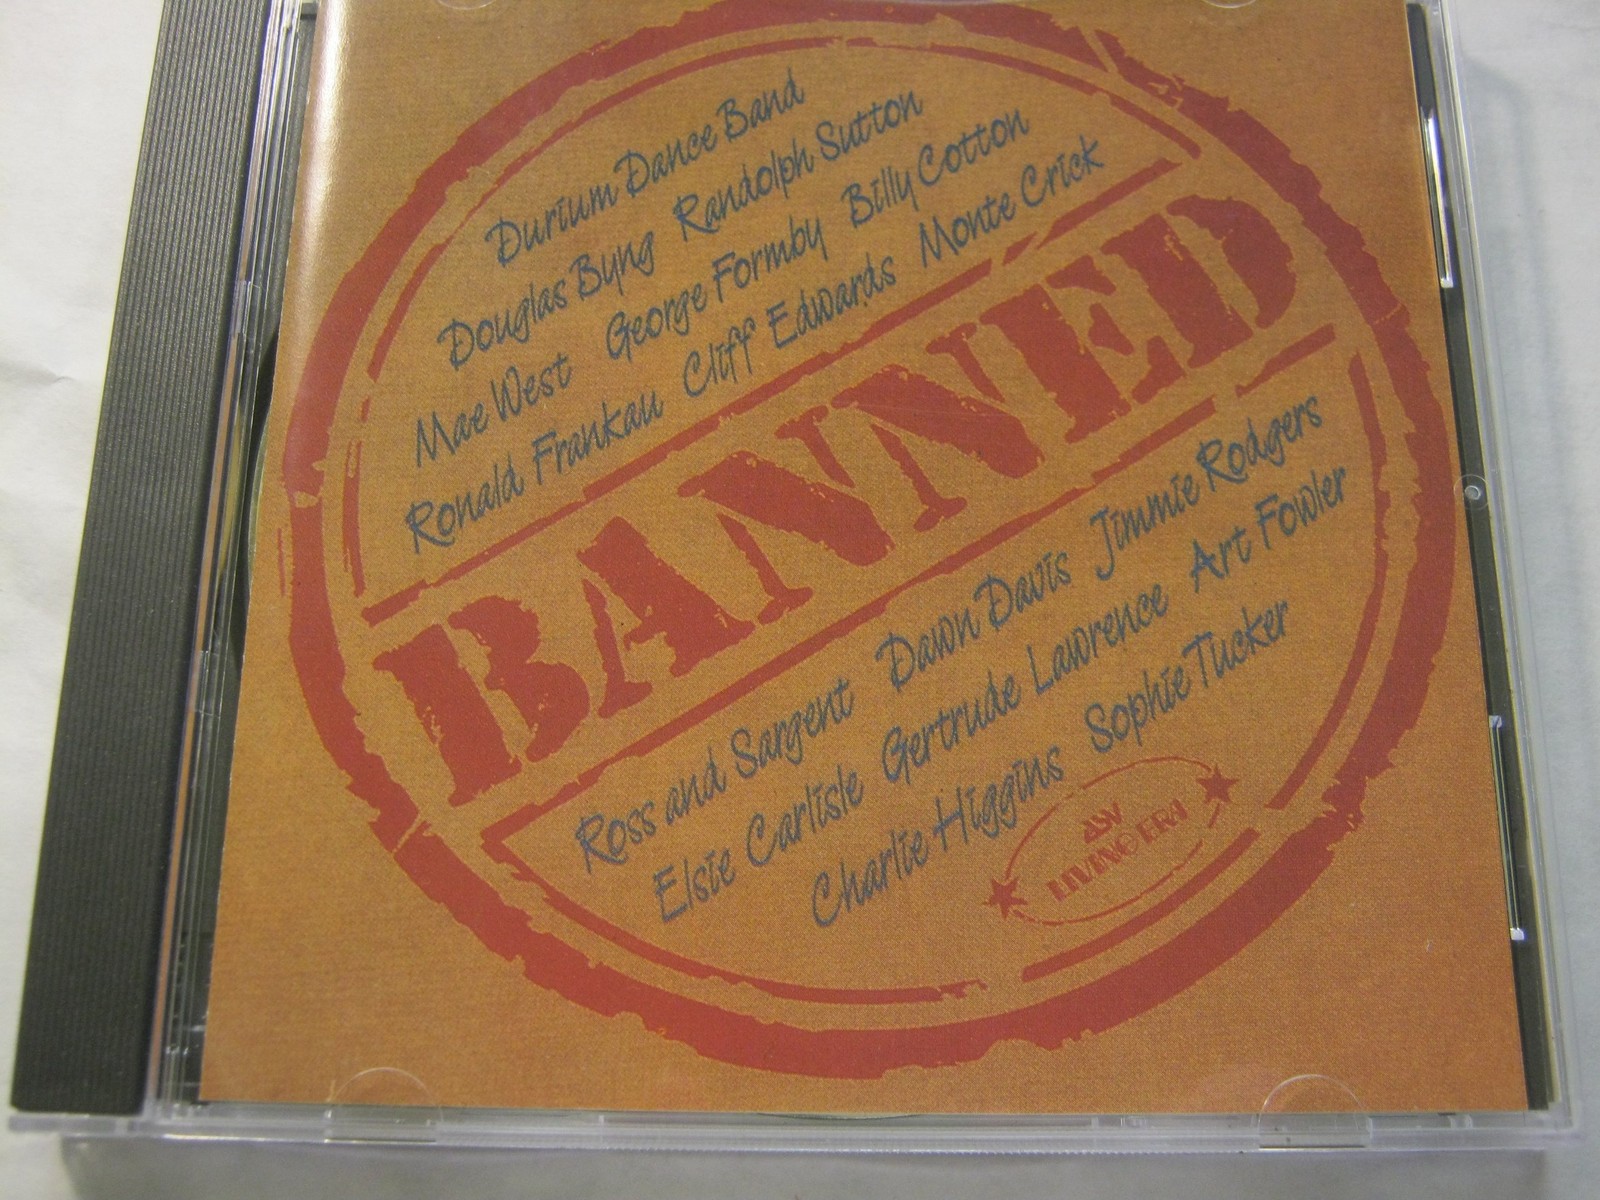 Durium Dance Band
Douglas Byng Randolph Sutton
Mae West George Formby Billy Cotton
Ronald Frankau Cliff Edwards Monte Crick
BANNED
Ross and Sargent Dawn Davis Jimmie Rodgers
Elsie Carlisle Gertrude Lawrence Art Fowler
Charlie Higgins Sophie Tucker
ASV
LIVING ERA